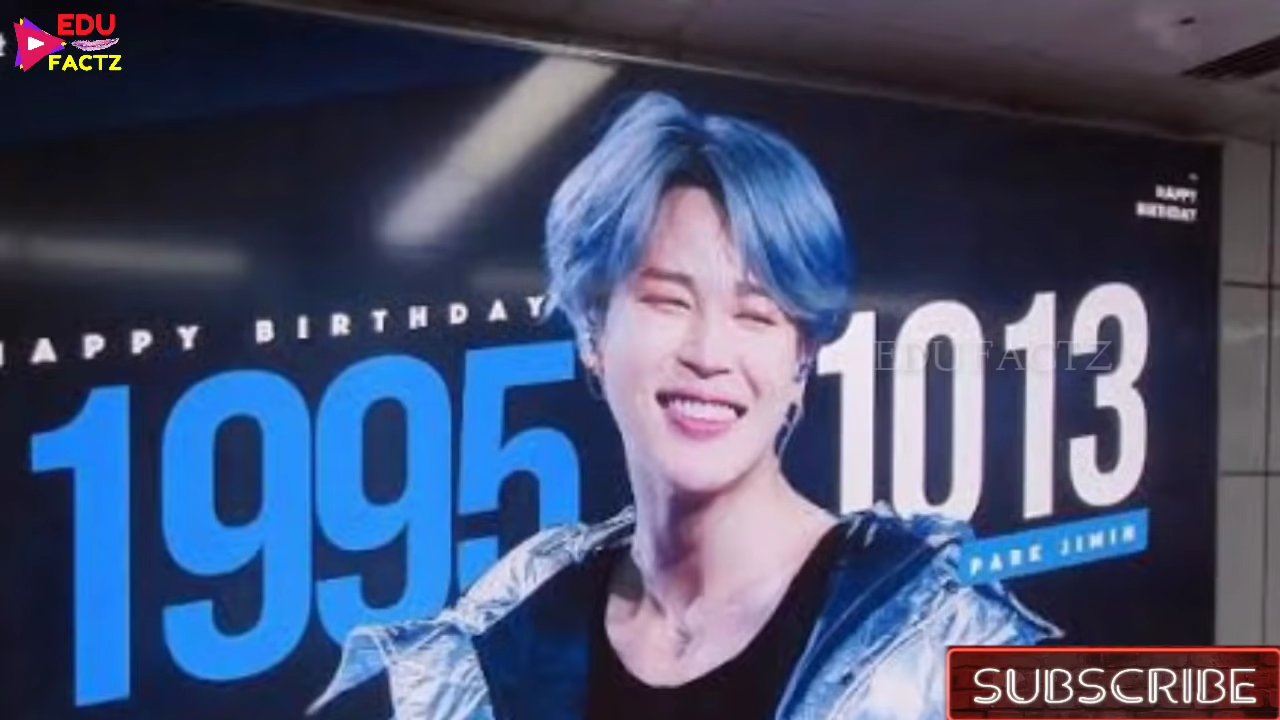 EDU
FACTZ
HAPPY
BIRTHDAY
HAPPY BIRTHDAY
1995
1013
EDUFACTZ
PARK JIMIN
SUBSCRIBE